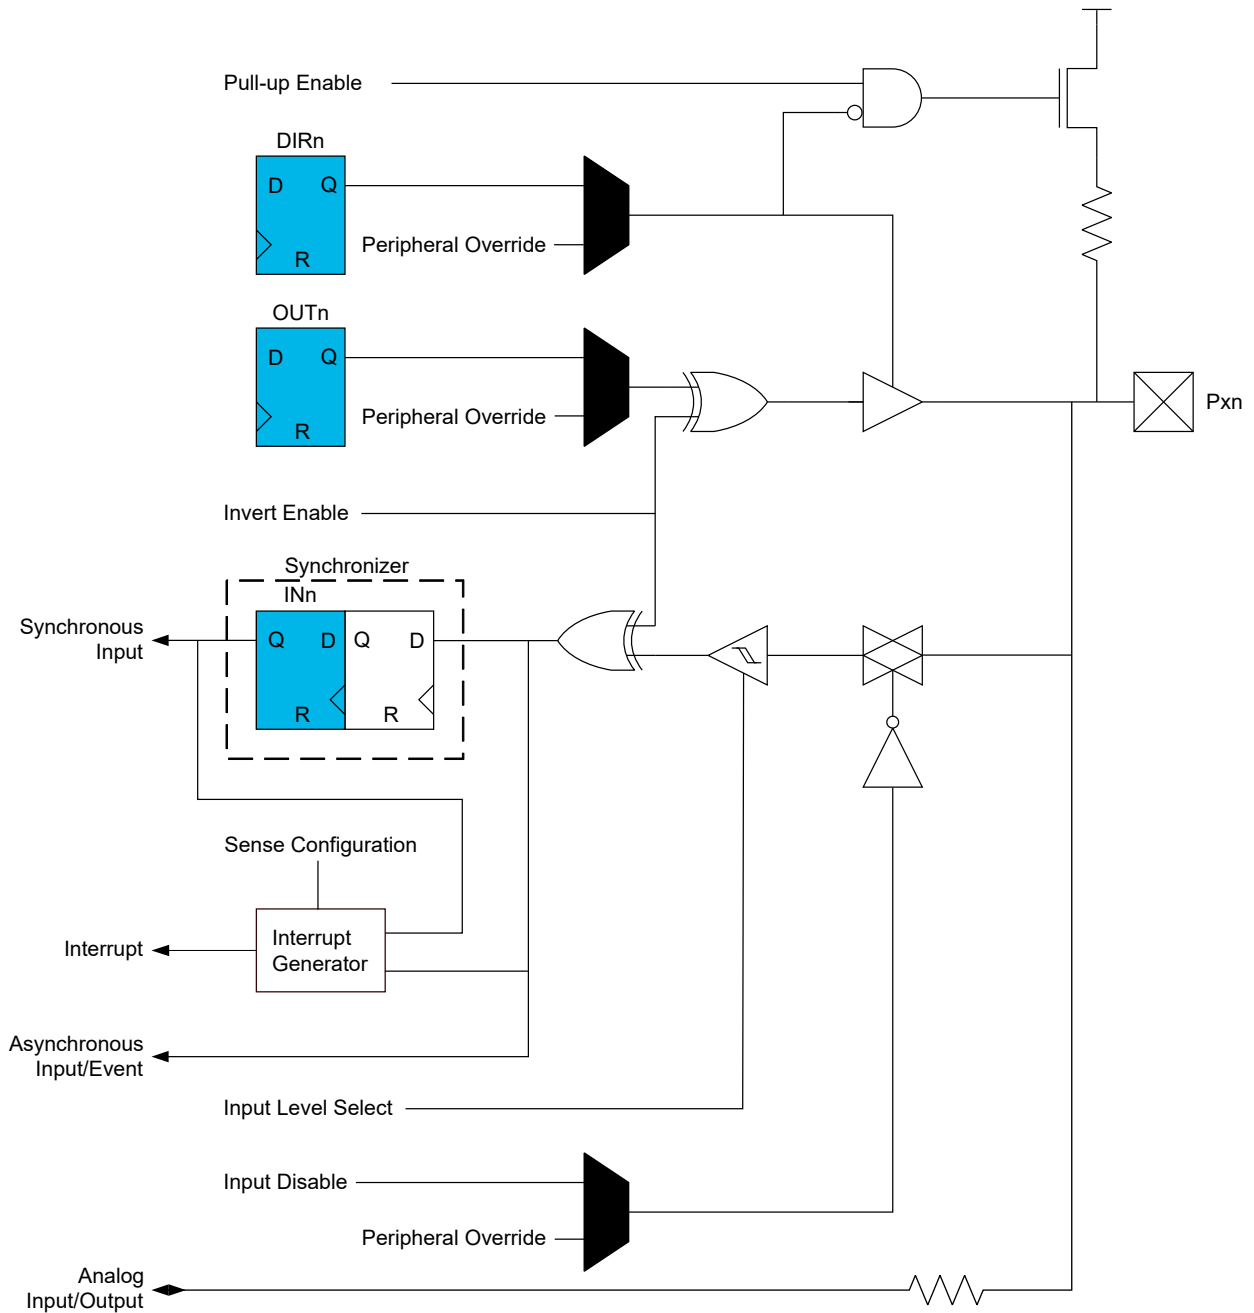 Pull-up Enable
DIRn
D Q
Peripheral Override
R
OUTn
D Q
Peripheral Override
R
Pxn
Invert Enable
Synchronizer
INn
Synchronous
Input
Q D Q D
R R
Sense Configuration
Interrupt
Interrupt
Generator
Asynchronous
Input/Event
Input Level Select
Input Disable
Peripheral Override
Analog
Input/Output